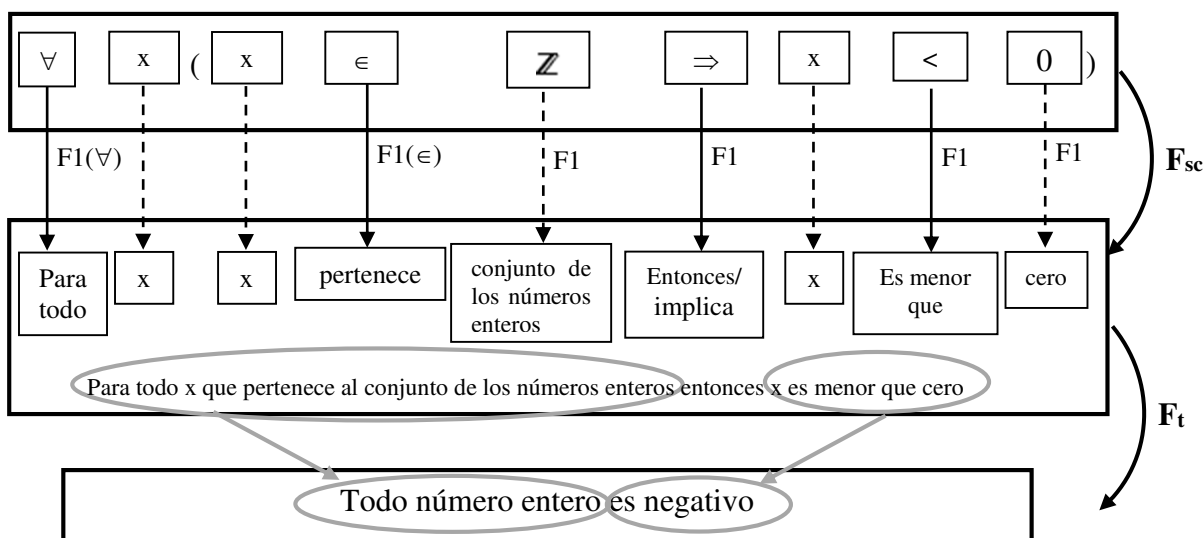 ∀ x ( x ∈ ℤ ⇒ x < 0 )
F1(∀) F1(∈) F1 F1 F1 F1 F_sc
Para todo x x pertenece conjunto de los números enteros Entonces/ implica x Es menor que cero
Para todo x que pertenece al conjunto de los números enteros entonces x es menor que cero
F_t
Todo número entero es negativo